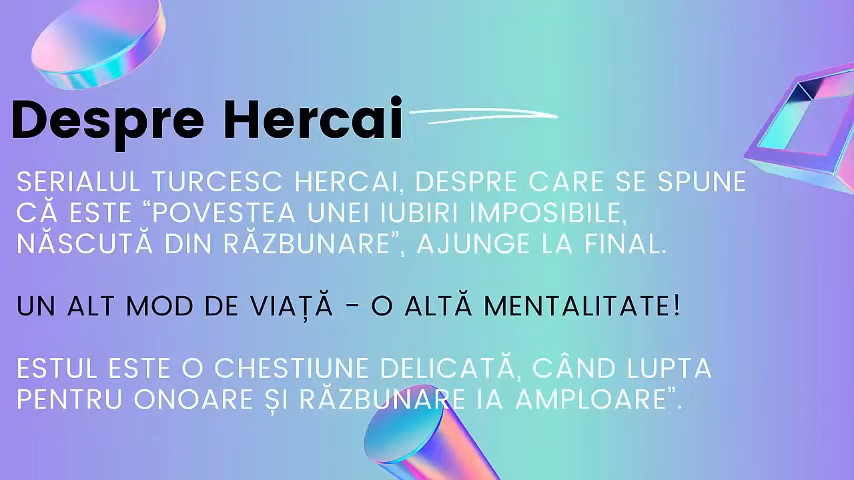 Despre Hercai
SERIALUL TURCESC HERCAI, DESPRE CARE SE SPUNE
CĂ ESTE “POVESTEA UNEI IUBIRI IMPOSIBILE,
NĂSCUTĂ DIN RĂZBUNARE”, AJUNGE LA FINAL.
UN ALT MOD DE VIAȚĂ - O ALTĂ MENTALITATE!
ESTUL ESTE O CHESTIUNE DELICATĂ, CÂND LUPTA
PENTRU ONOARE ȘI RĂZBUNARE IA AMPLOARE”.